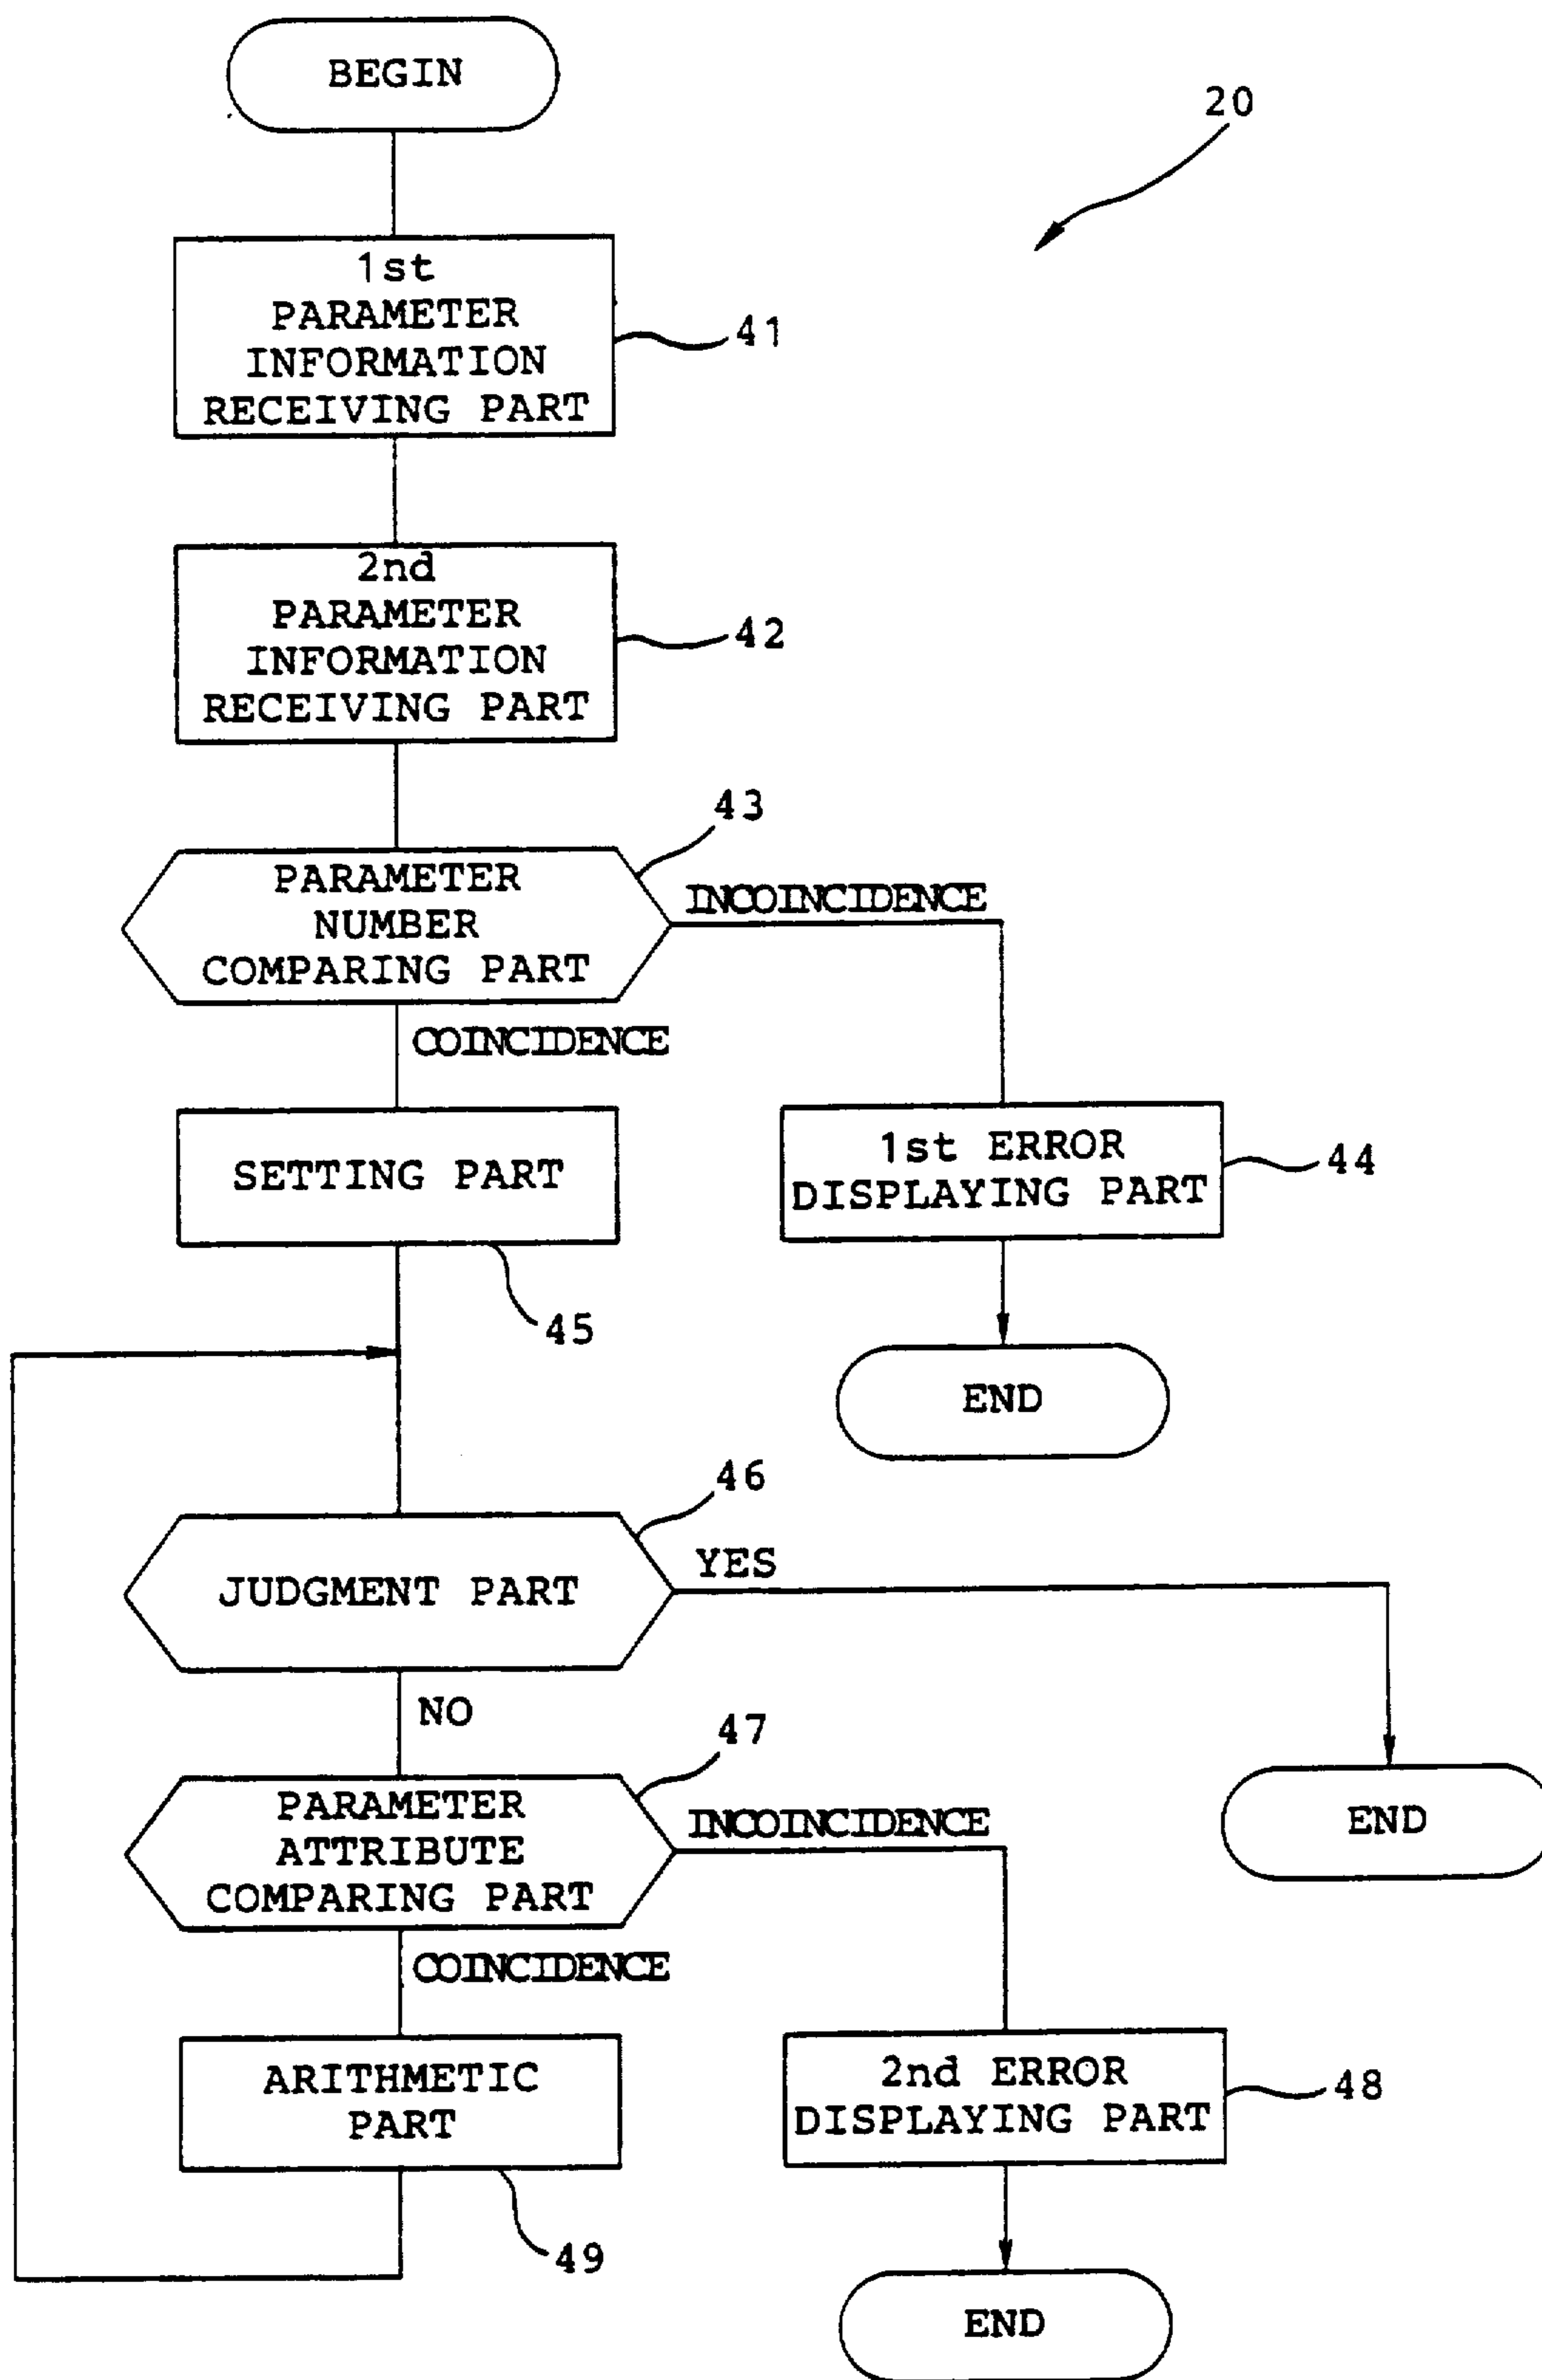 BEGIN
20
1st
PARAMETER
INFORMATION
RECEIVING PART
41
2nd
PARAMETER
INFORMATION
RECEIVING PART
42
43
PARAMETER
NUMBER
COMPARING PART
INCOINCIDENCE
COINCIDENCE
SETTING PART
45
1st ERROR
DISPLAYING PART
44
END
46
JUDGMENT PART
YES
NO
END
47
PARAMETER
ATTRIBUTE
COMPARING PART
INCOINCIDENCE
COINCIDENCE
ARITHMETIC
PART
49
2nd ERROR
DISPLAYING PART
48
END